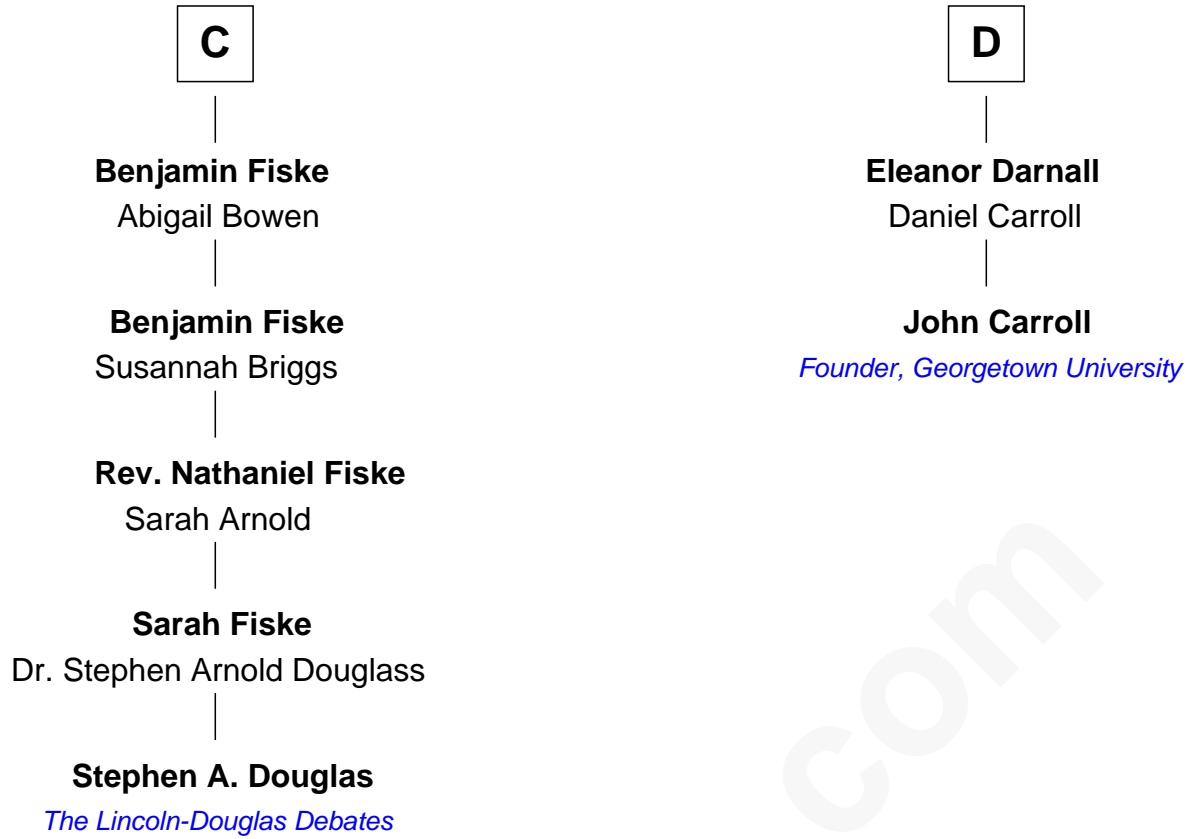 C
Benjamin Fiske
Abigail Bowen
Benjamin Fiske
Susannah Briggs
Rev. Nathaniel Fiske
Sarah Arnold
Sarah Fiske
Dr. Stephen Arnold Douglass
Stephen A. Douglas
The Lincoln-Douglas Debates
D
Eleanor Darnall
Daniel Carroll
John Carroll
Founder, Georgetown University
com